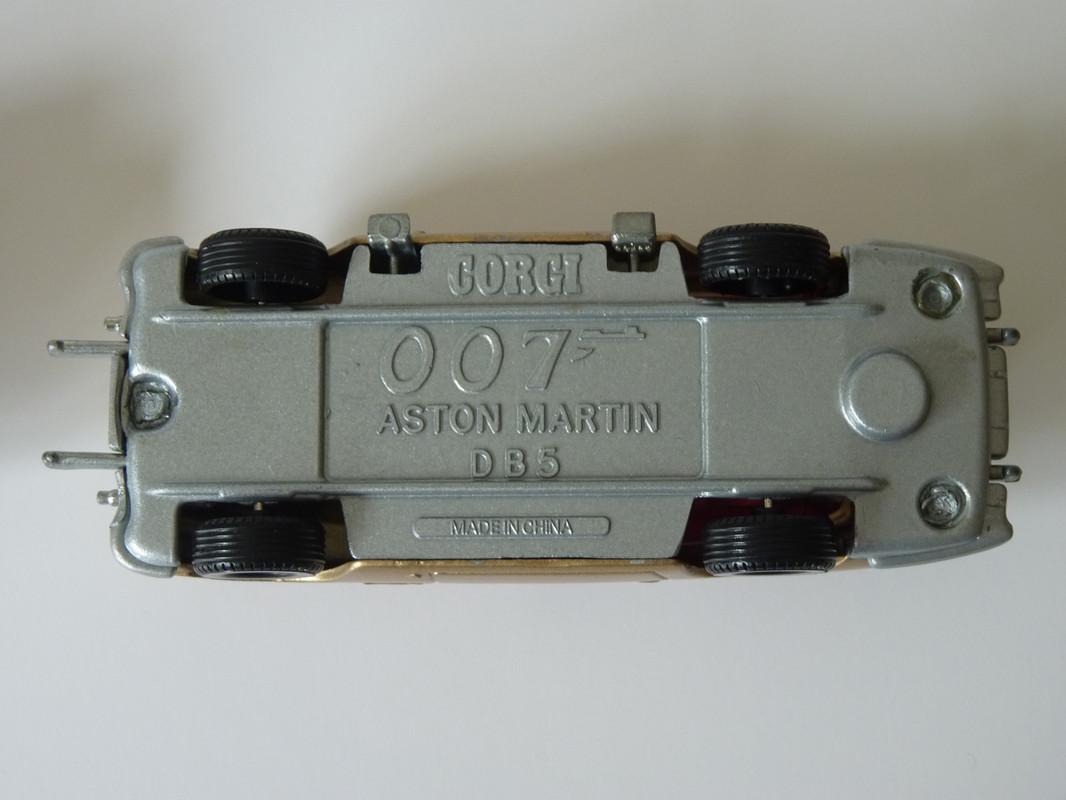 CORGI
007
ASTON MARTIN
DB5
MADE IN CHINA